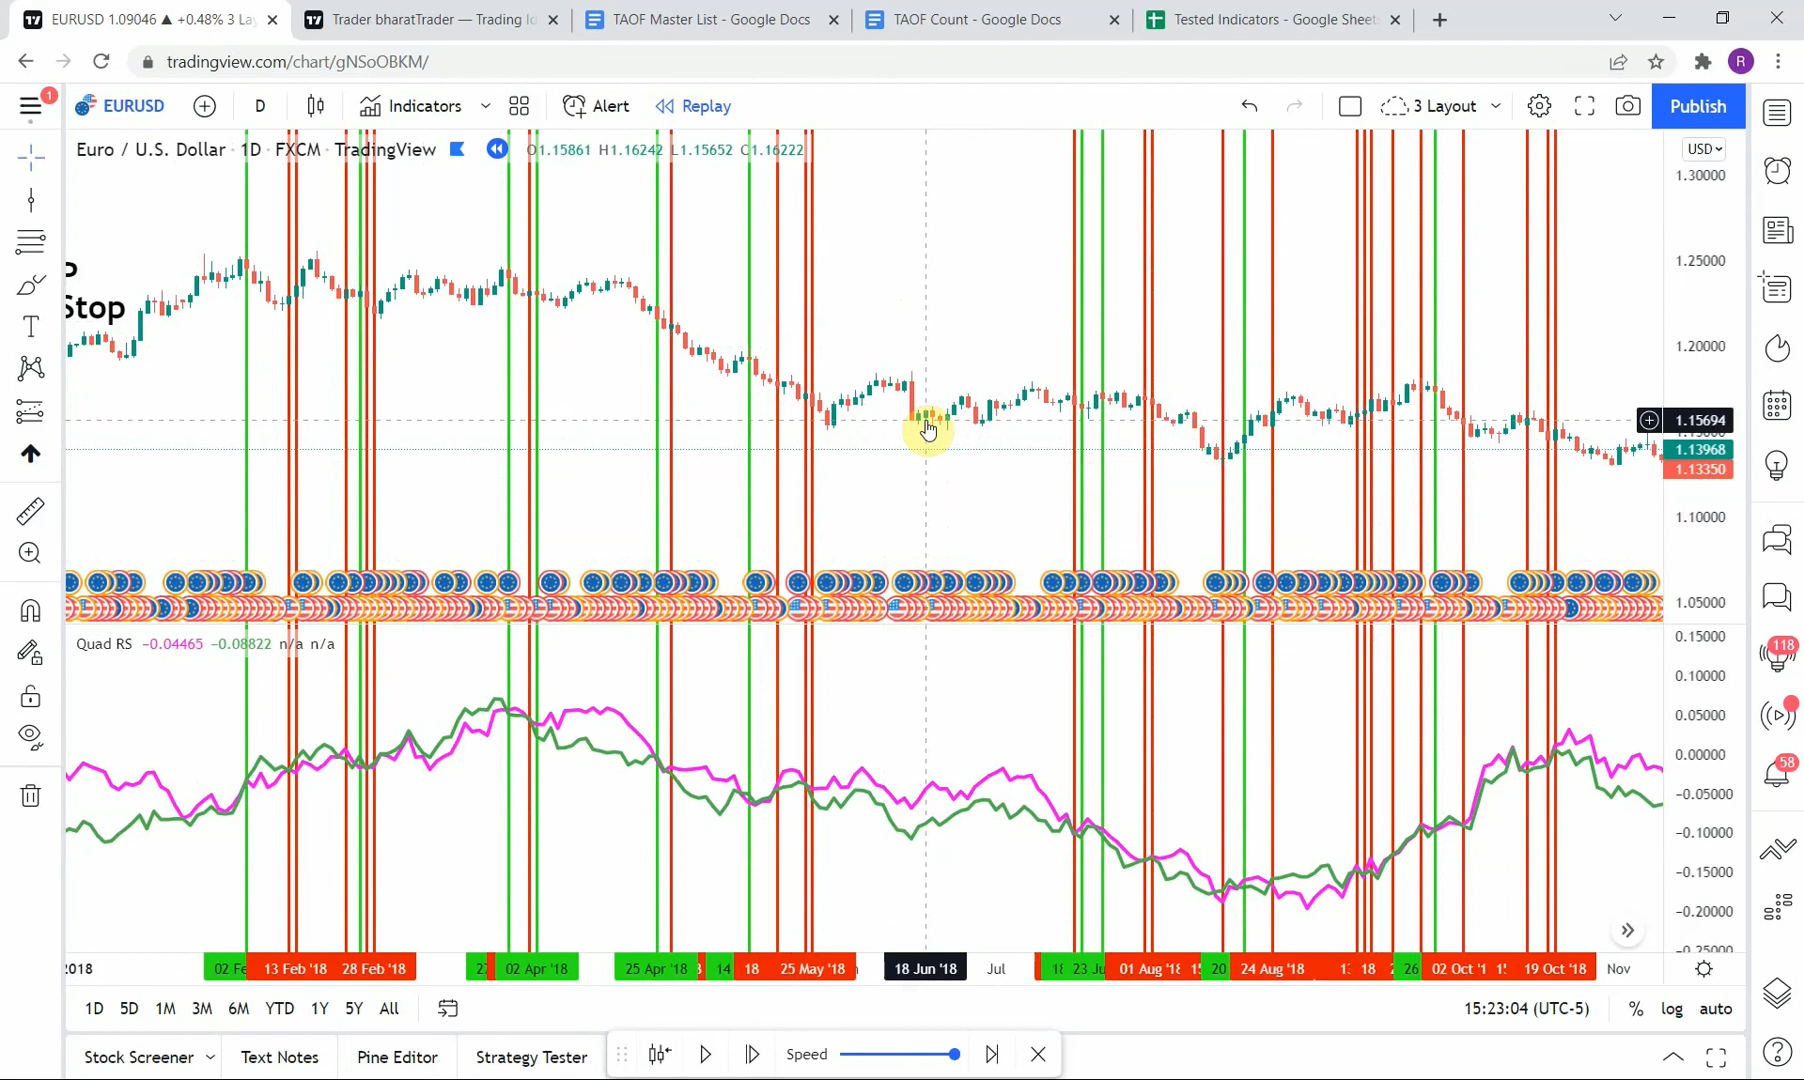 EURUSD 1.09046 ▲ +0.48% 3 La
Trader bharatTrader — Trading Id
TAOF Master List - Google Docs
TAOF Count - Google Docs
Tested Indicators - Google Sheets
tradingview.com/chart/gNSoOBKM/
R
1
EURUSD
D
Indicators
Alert
Replay
3 Layout
Publish
Euro / U.S. Dollar · 1D · FXCM · TradingView
O1.15861 H1.16242 L1.15652 C1.16222
USD
1.30000
1.25000
1.20000
1.15694
1.13968
1.13350
1.10000
1.05000
P
Stop
Quad RS -0.04465 -0.08822 n/a n/a
0.15000
0.10000
0.05000
0.00000
-0.05000
-0.10000
-0.15000
-0.20000
-0.25000
118
58
2018 02 Fe 13 Feb '18 28 Feb '18 27 02 Apr '18 25 Apr '18 14 18 25 May '18 18 Jun '18 Jul 18 23 Ju 01 Aug '18 20 24 Aug '18 18 26 02 Oct '1 19 Oct '18 Nov
1D 5D 1M 3M 6M YTD 1Y 5Y All
15:23:04 (UTC-5) % log auto
Stock Screener Text Notes Pine Editor Strategy Tester
Speed